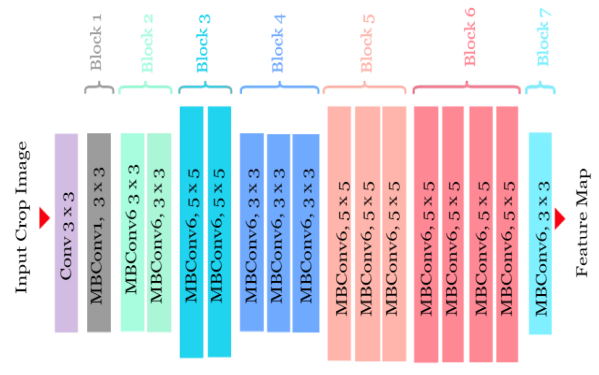 Block 1
Block 2
Block 3
Block 4
Block 5
Block 6
Block 7
Input Crop Image
Conv 3 x 3
MBConv1, 3 x 3
MBConv6 3 x 3
MBConv6, 3 x 3
MBConv6, 5 x 5
MBConv6, 5 x 5
MBConv6, 3 x 3
MBConv6, 3 x 3
MBConv6, 3 x 3
MBConv6, 5 x 5
MBConv6, 5 x 5
MBConv6, 5 x 5
MBConv6, 5 x 5
MBConv6, 5 x 5
MBConv6, 5 x 5
MBConv6, 5 x 5
MBConv6, 3 x 3
Feature Map